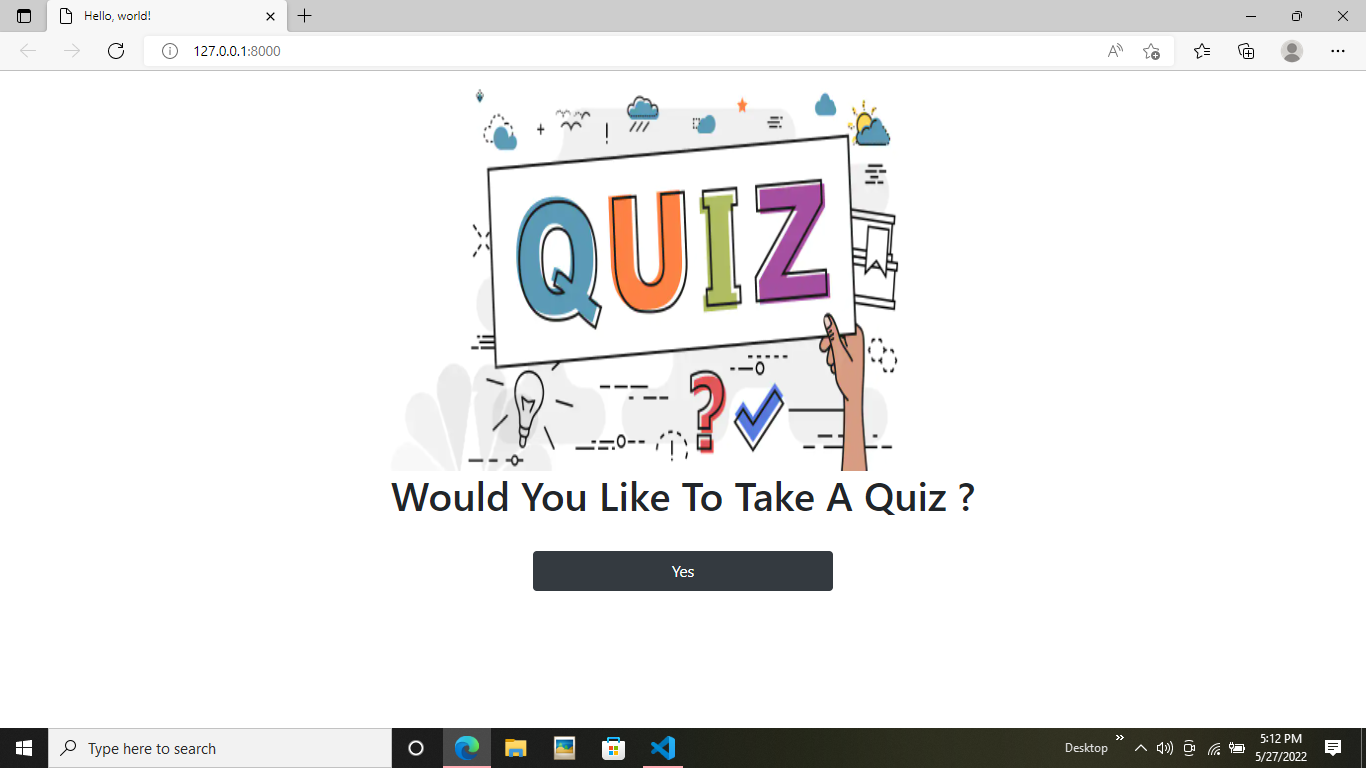 Hello, world!
127.0.0.1:8000
QUIZ
Would You Like To Take A Quiz ?
Yes
Type here to search
Desktop
5:12 PM
5/27/2022